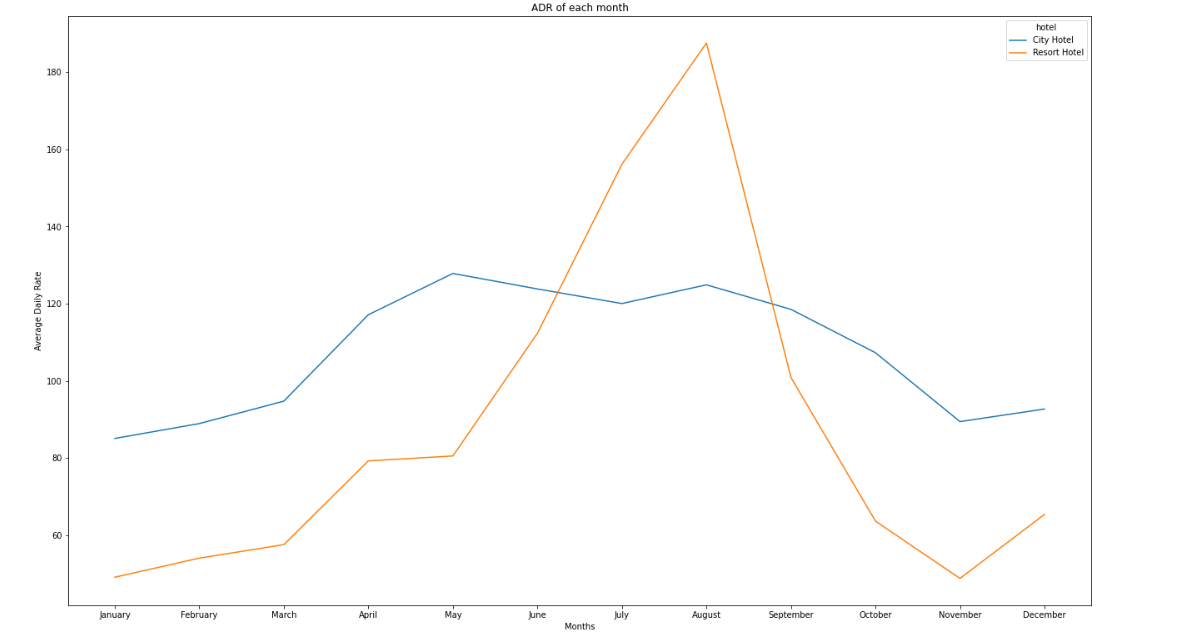 ADR of each month
hotel
City Hotel
Resort Hotel
180
160
140
120
100
80
60
Average Daily Rate
January February March April May June July August September October November December
Months